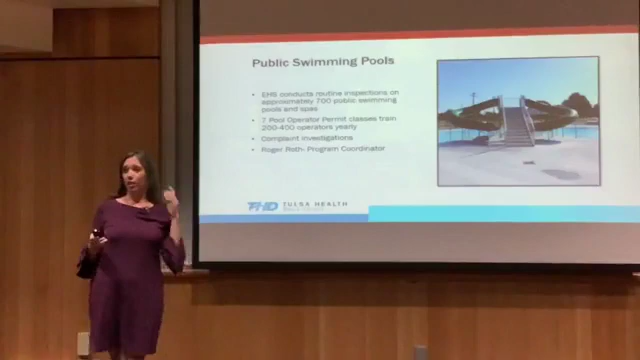 Public Swimming Pools
• EHS conducts routine inspections on
approximately 700 public swimming
pools and spas
• 7 Pool Operator Permit classes train
200-400 operators yearly
• Complaint investigations
• Roger Roth- Program Coordinator
THD TULSA HEALTH